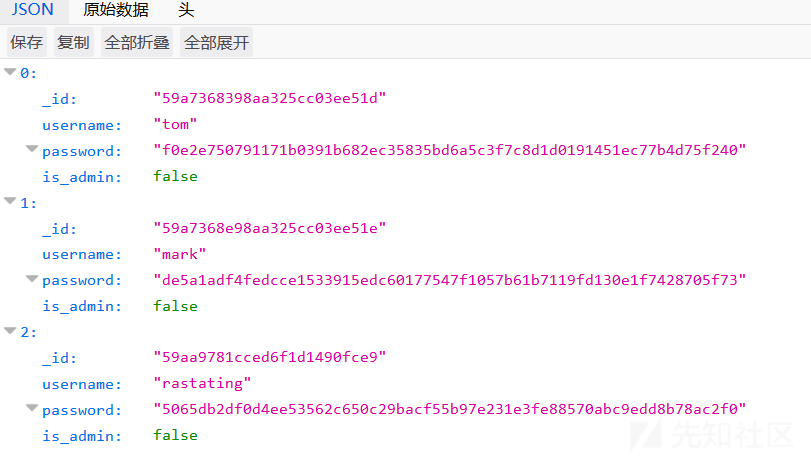 JSON 原始数据 头
保存 复制 全部折叠 全部展开
0:
_id: "59a7368398aa325cc03ee51d"
username: "tom"
password: "f0e2e750791171b0391b682ec35835bd6a5c3f7c8d1d0191451ec77b4d75f240"
is_admin: false
1:
_id: "59a7368e98aa325cc03ee51e"
username: "mark"
password: "de5a1adf4fedcce1533915edc60177547f1057b61b7119fd130e1f7428705f73"
is_admin: false
2:
_id: "59aa9781cced6f1d1490fce9"
username: "rastating"
password: "5065db2df0d4ee53562c650c29bacf55b97e231e3fe88570abc9edd8b78ac2f0"
is_admin: false
先知社区